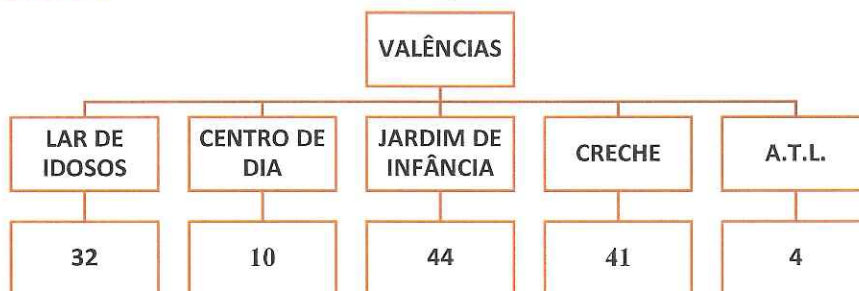 VALÊNCIAS
LAR DE
IDOSOS
CENTRO DE
DIA
JARDIM DE
INFÂNCIA
CRECHE
A.T.L.
32
10
44
41
4